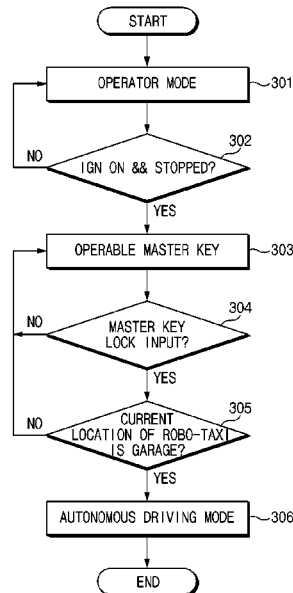 START
OPERATOR MODE
301
302
NO
IGN ON && STOPPED?
YES
OPERABLE MASTER KEY
303
304
NO
MASTER KEY
LOCK INPUT?
YES
305
NO
CURRENT
LOCATION OF ROBO-TAXI
IS GARAGE?
YES
AUTONOMOUS DRIVING MODE
306
END